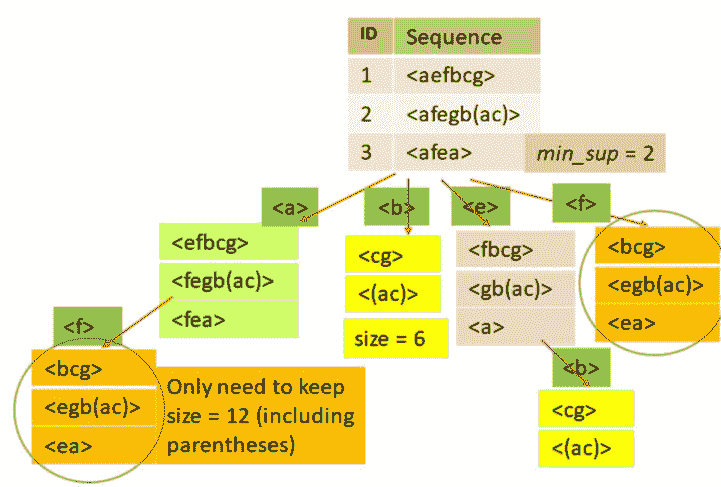 ID Sequence
1 <aefbcg>
2 <afegb(ac)>
3 <afea>
min_sup = 2
<a> <b> <e> <f>
<efbcg>
<fegb(ac)>
<fea>
<cg>
<(ac)>
size = 6
<fbcg>
<gb(ac)>
<a>
<bcg>
<egb(ac)>
<ea>
<f>
<bcg>
<egb(ac)>
<ea>
Only need to keep
size = 12 (including
parentheses)
<b>
<cg>
<(ac)>